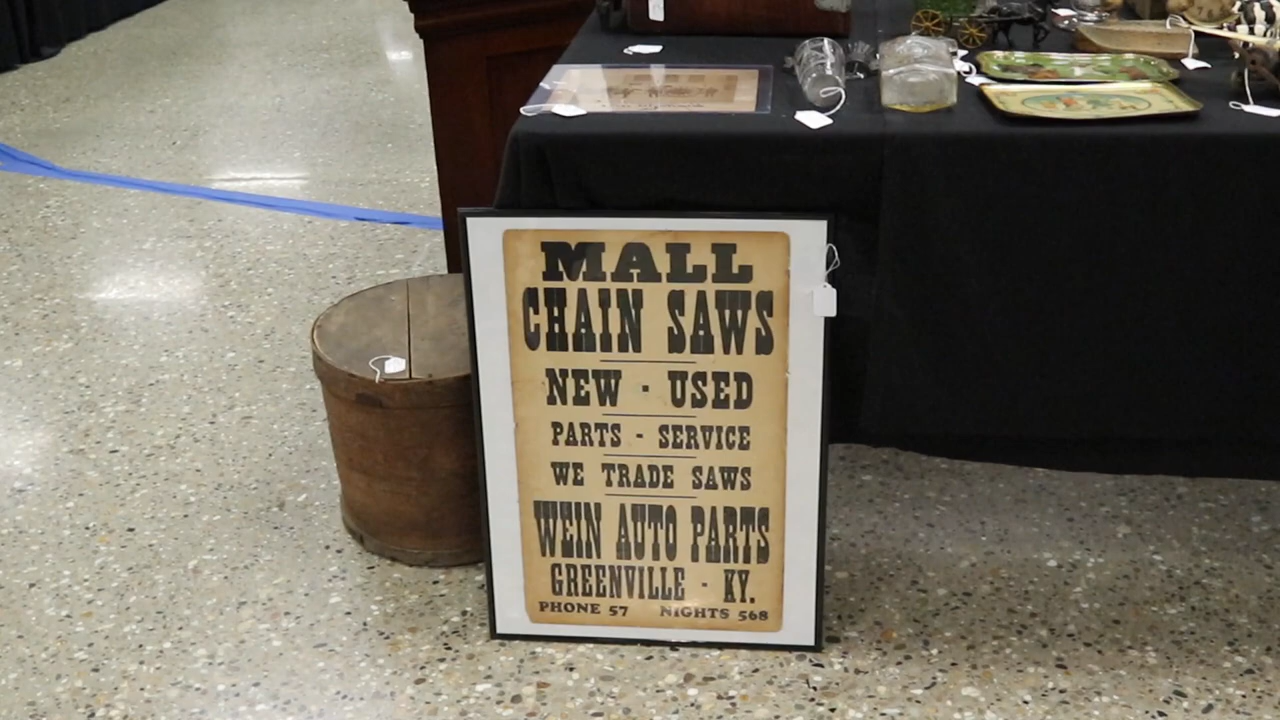 MALL
CHAIN SAWS
NEW - USED
PARTS - SERVICE
WE TRADE SAWS
WEIN AUTO PARTS
GREENVILLE - KY.
PHONE 57 NIGHTS 568